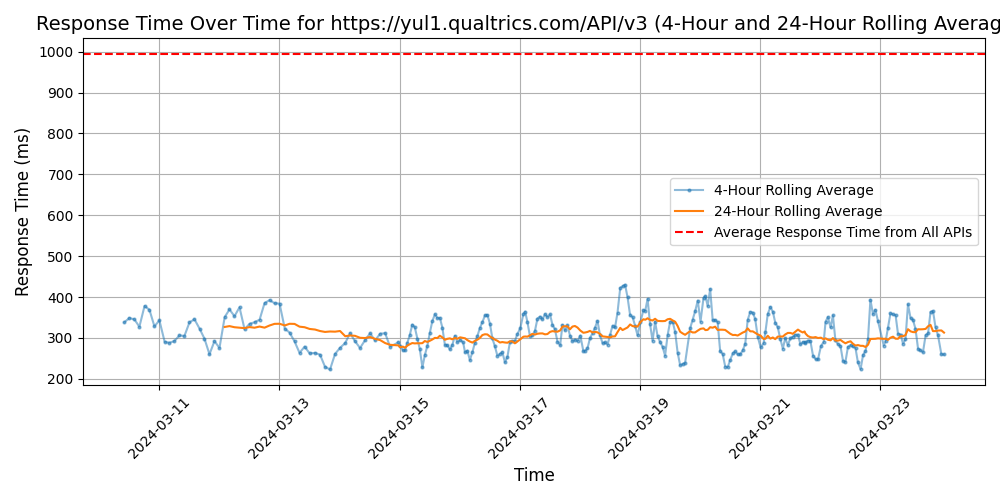 Response Time Over Time for https://yul1.qualtrics.com/API/v3 (4-Hour and 24-Hour Rolling Averag
Response Time (ms)
1000
900
800
700
600
500
400
300
200
4-Hour Rolling Average
24-Hour Rolling Average
Average Response Time from All APIs
2024-03-11
2024-03-13
2024-03-15
2024-03-17
2024-03-19
2024-03-21
2024-03-23
Time